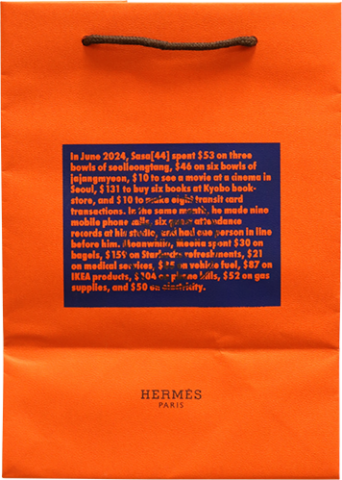 In June 2024, Sasa[44] spent $53 on three
bowls of seolleongtang, $46 on six bowls of
jajangmyeon, $10 to see a movie at a cinema in
Seoul, $131 to buy six books at Kyobo book-
store, and $10 to make eight transit card
transactions. In the same month, he made nine
mobile phone calls, six attendance
records at his studio, and had one person in line
before him. Meanwhile, MeeNa spent $30 on
bagels, $159 on Starbucks refreshments, $21
on medical services, on vehicle fuel, $87 on
IKEA products, $104 on phone bills, $52 on gas
supplies, and $50 on electricity.
HERMÈS
PARIS